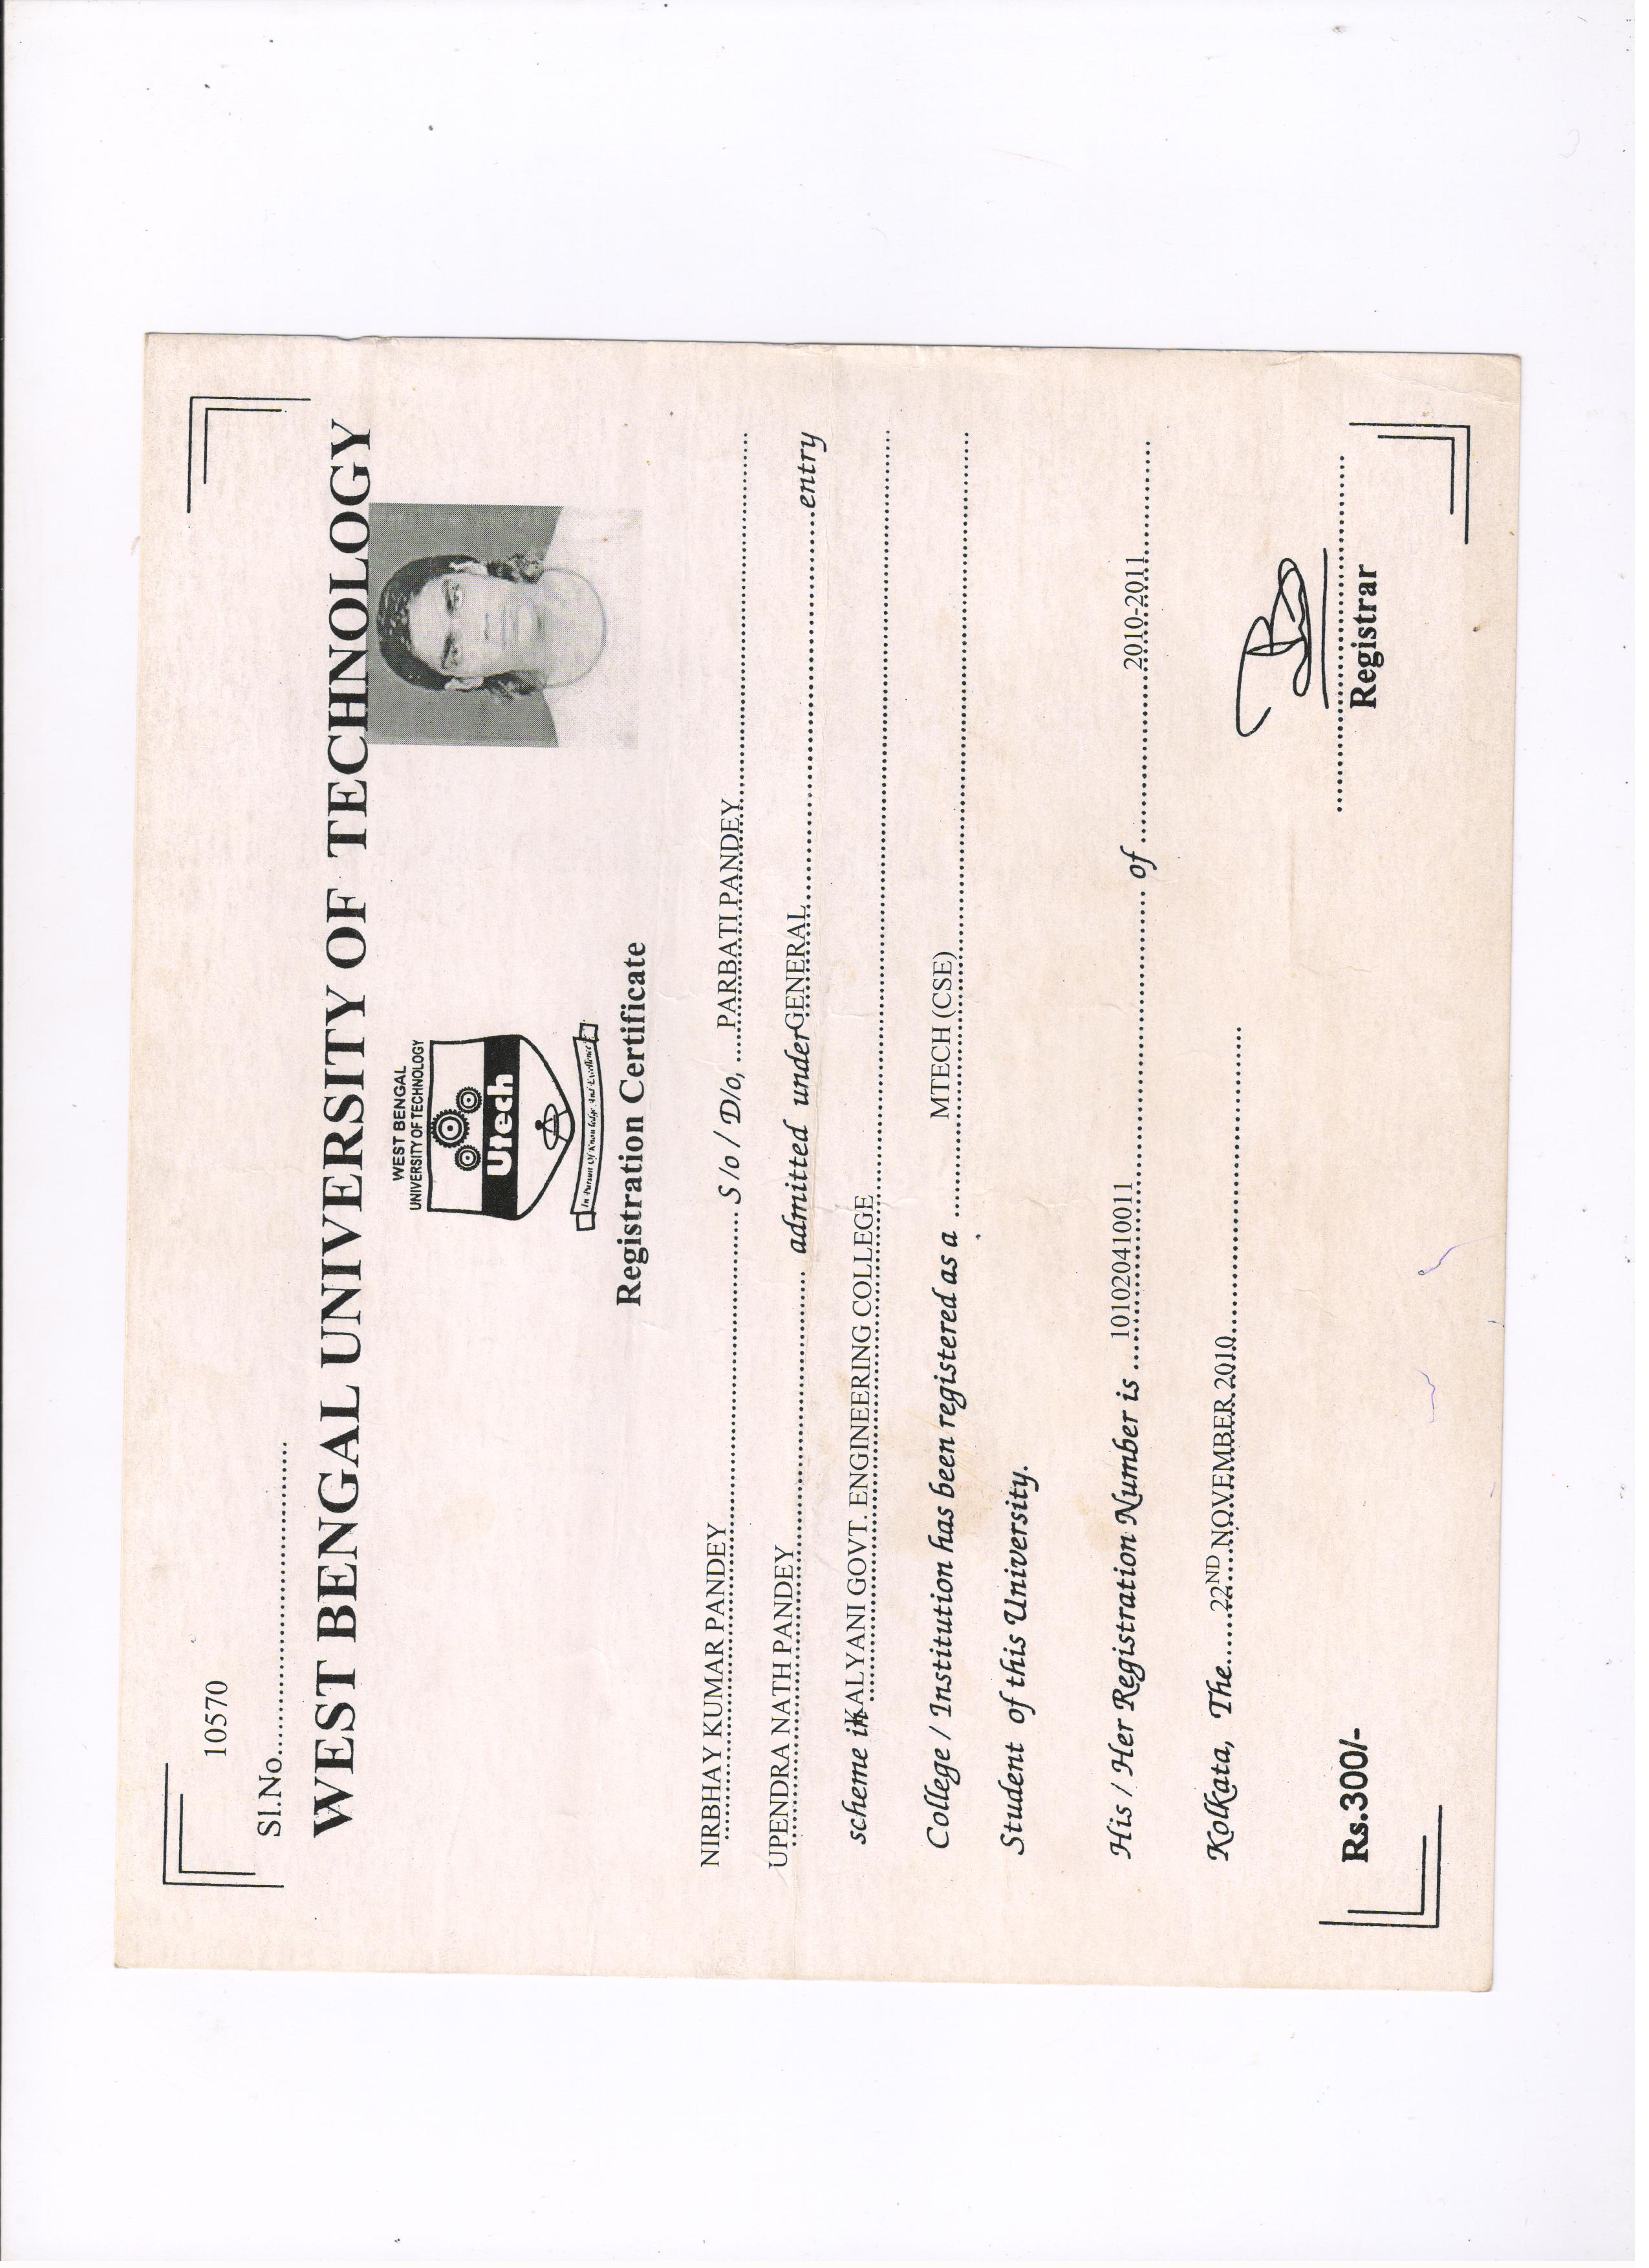 10570
Sl.No.....................................
WEST BENGAL UNIVERSITY OF TECHNOLOGY
WEST BENGAL
UNIVERSITY OF TECHNOLOGY
Utech
In Pursuit Of Knowledge And Excellence
Registration Certificate
NIRBHAY KUMAR PANDEY S/o / D/o, PARBATI PANDEY
UPENDRA NATH PANDEY admitted under GENERAL entry
scheme in KALYANI GOVT. ENGINEERING COLLEGE
College / Institution has been registered as a MTECH (CSE)
Student of this University.
His / Her Registration Number is 101020410011 of 2010-2011
Kolkata, The 22ND NOVEMBER 2010
Registrar
Rs.300/-